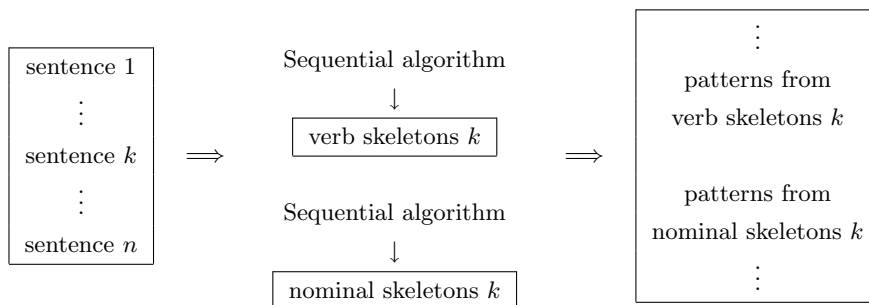 sentence 1
⋮
sentence k
⋮
sentence n
⟹
Sequential algorithm
↓
verb skeletons k
Sequential algorithm
↓
nominal skeletons k
⟹
⋮
patterns from
verb skeletons k
patterns from
nominal skeletons k
⋮